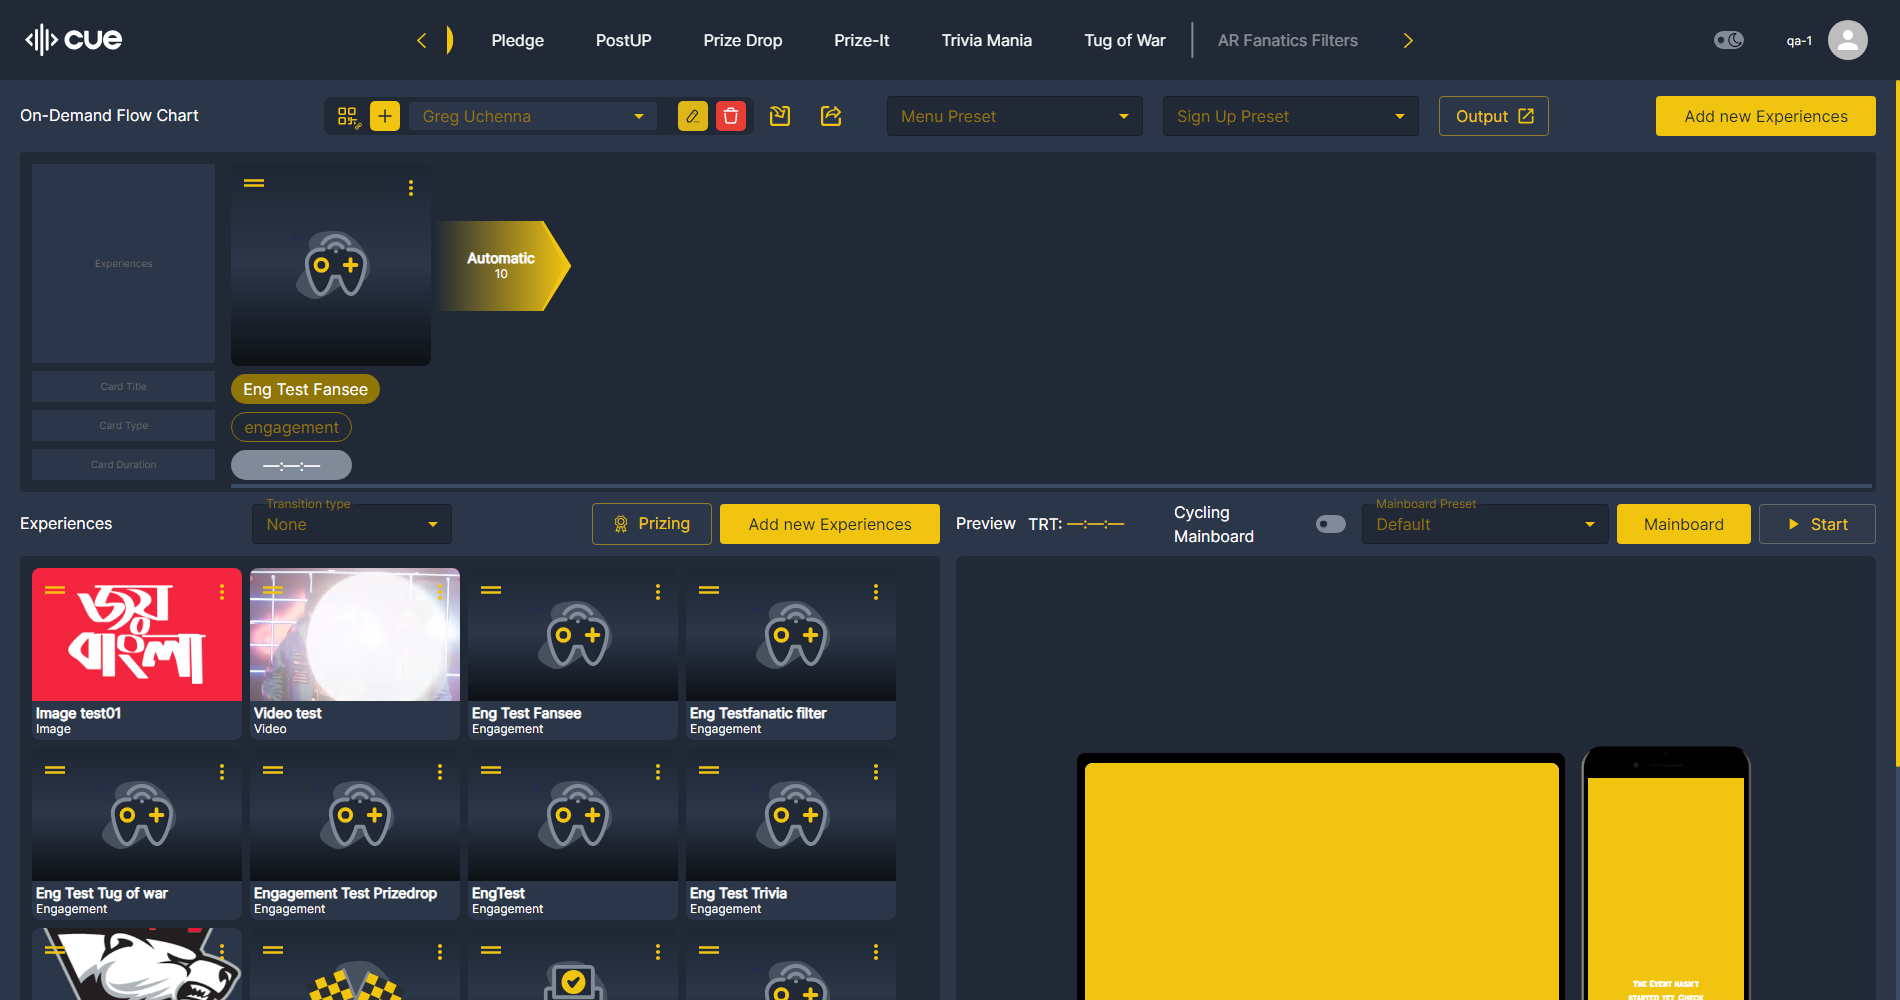 cue
Pledge
PostUP
Prize Drop
Prize-It
Trivia Mania
Tug of War
AR Fanatics Filters
qa-1
On-Demand Flow Chart
Greg Uchenna
Menu Preset
Sign Up Preset
Output
Add new Experiences
Experiences
Automatic
10
Card Title
Eng Test Fansee
Card Type
engagement
Card Duration
—:—:—
Experiences
Transition type
None
Prizing
Add new Experiences
Preview
TRT: —:—:—
Cycling
Mainboard
Mainboard Preset
Default
Mainboard
Start
জয়
বাংলা
Image test01
Image
Video test
Video
Eng Test Fansee
Engagement
Eng Testfanatic filter
Engagement
Eng Test Tug of war
Engagement
Engagement Test Prizedrop
Engagement
EngTest
Engagement
Eng Test Trivia
Engagement
The Event hasn't
started yet. Check